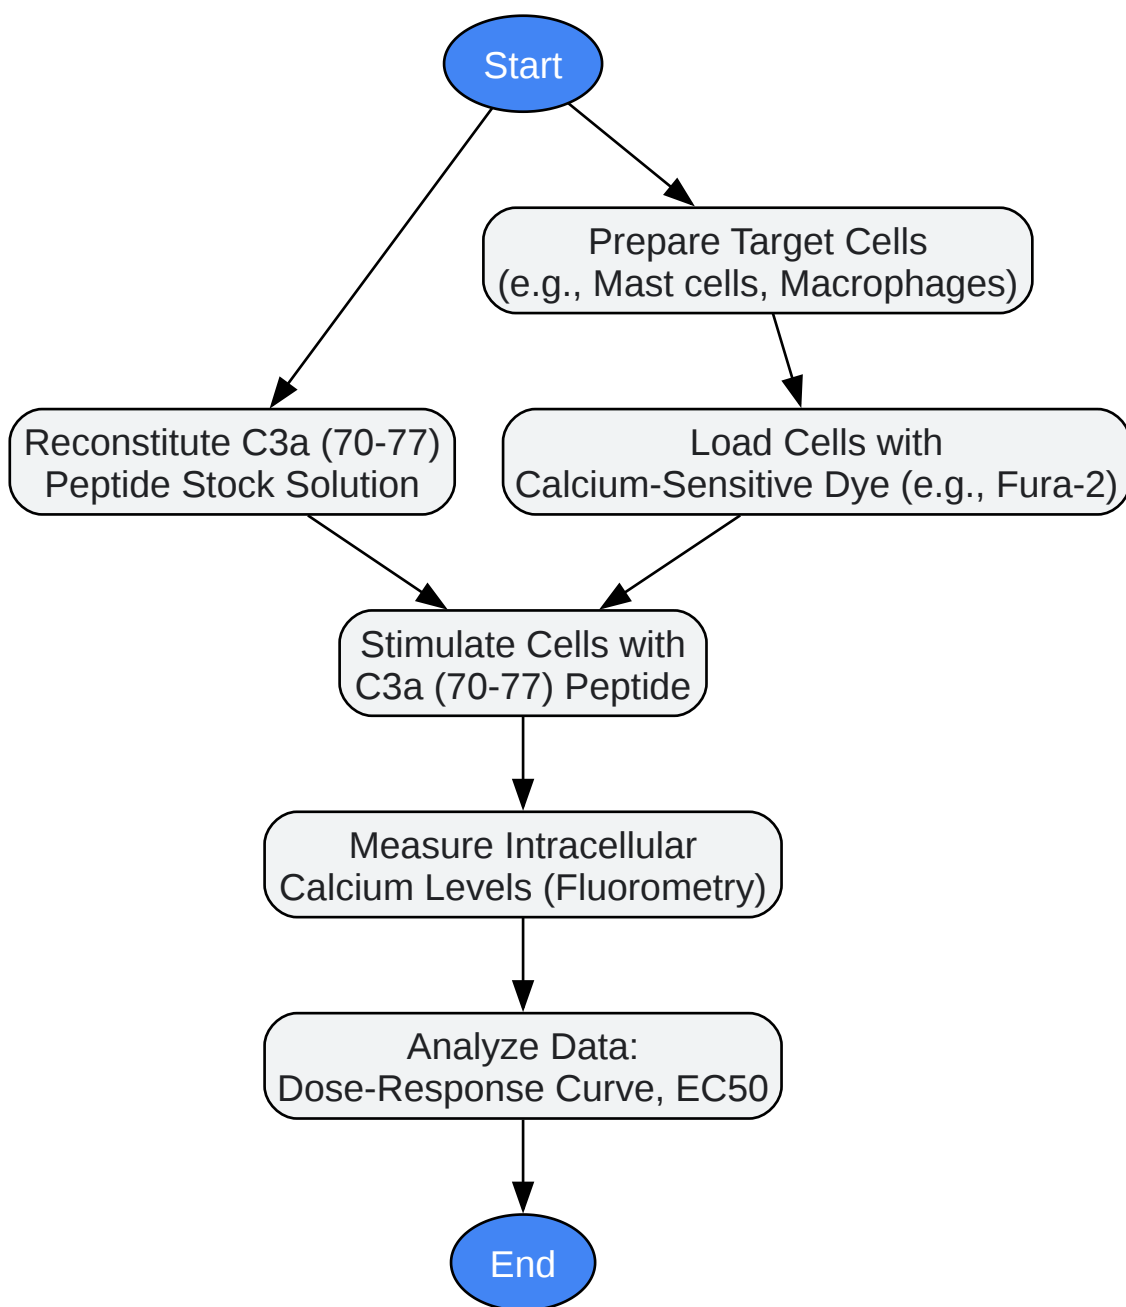 Start
Prepare Target Cells
(e.g., Mast cells, Macrophages)
Reconstitute C3a (70-77)
Peptide Stock Solution
Load Cells with
Calcium-Sensitive Dye (e.g., Fura-2)
Stimulate Cells with
C3a (70-77) Peptide
Measure Intracellular
Calcium Levels (Fluorometry)
Analyze Data:
Dose-Response Curve, EC50
End